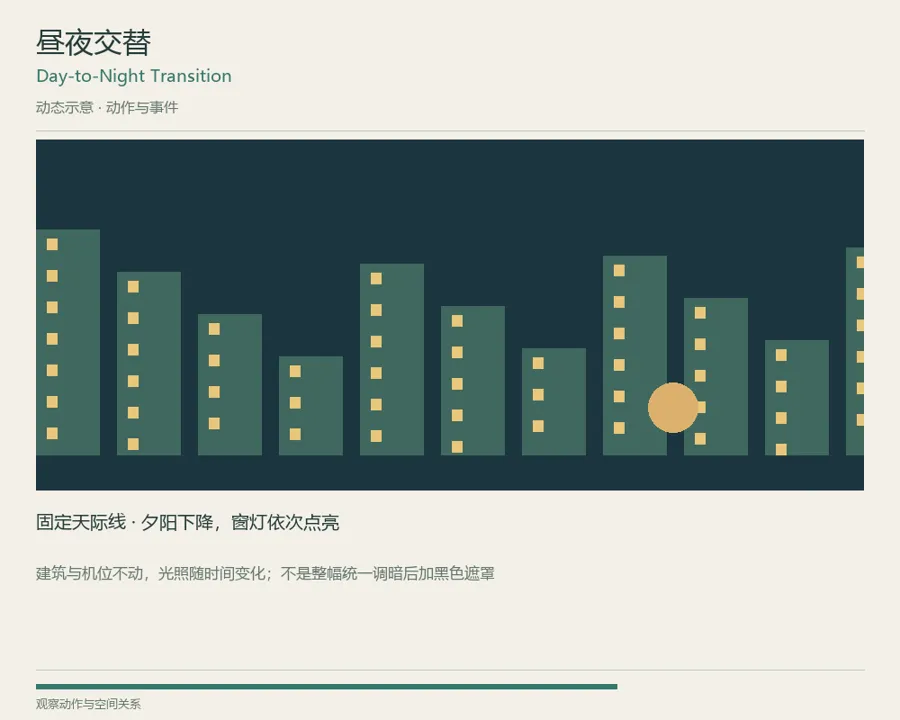 昼夜交替
Day-to-Night Transition
动态示意 · 动作与事件
固定天际线 · 夕阳下降，窗灯依次点亮
建筑与机位不动，光照随时间变化；不是整幅统一调暗后加黑色遮罩
观察动作与空间关系